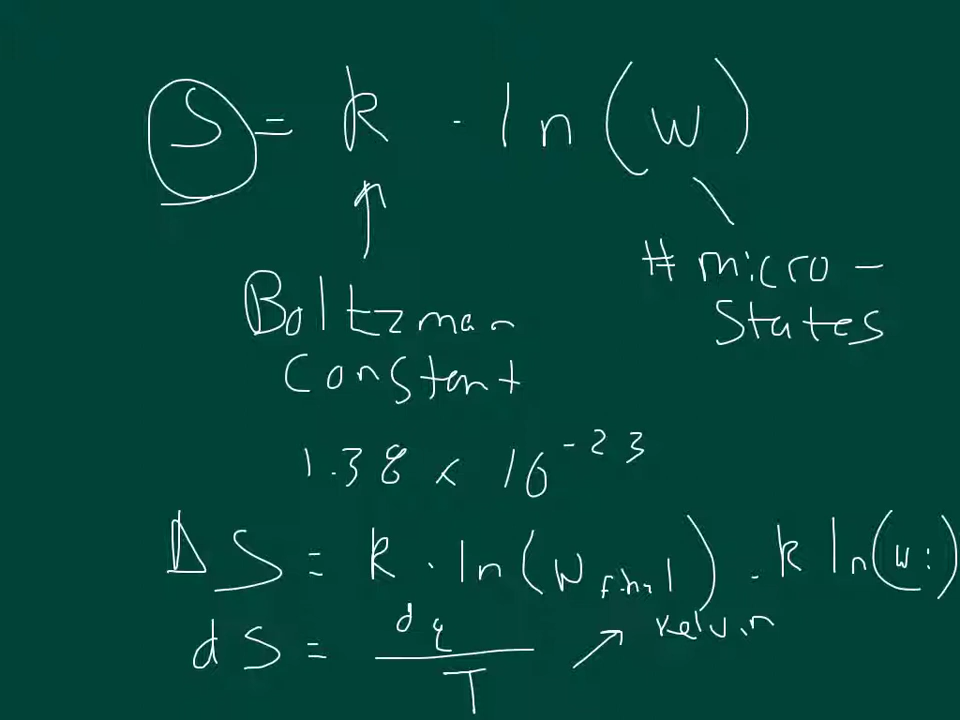 S = k · ln(w)
# micro -
states
Boltzman
constant
1.38 x 10^-23
ΔS = k · ln(w final) - k ln(wi)
dS = dq / T → Kelvin